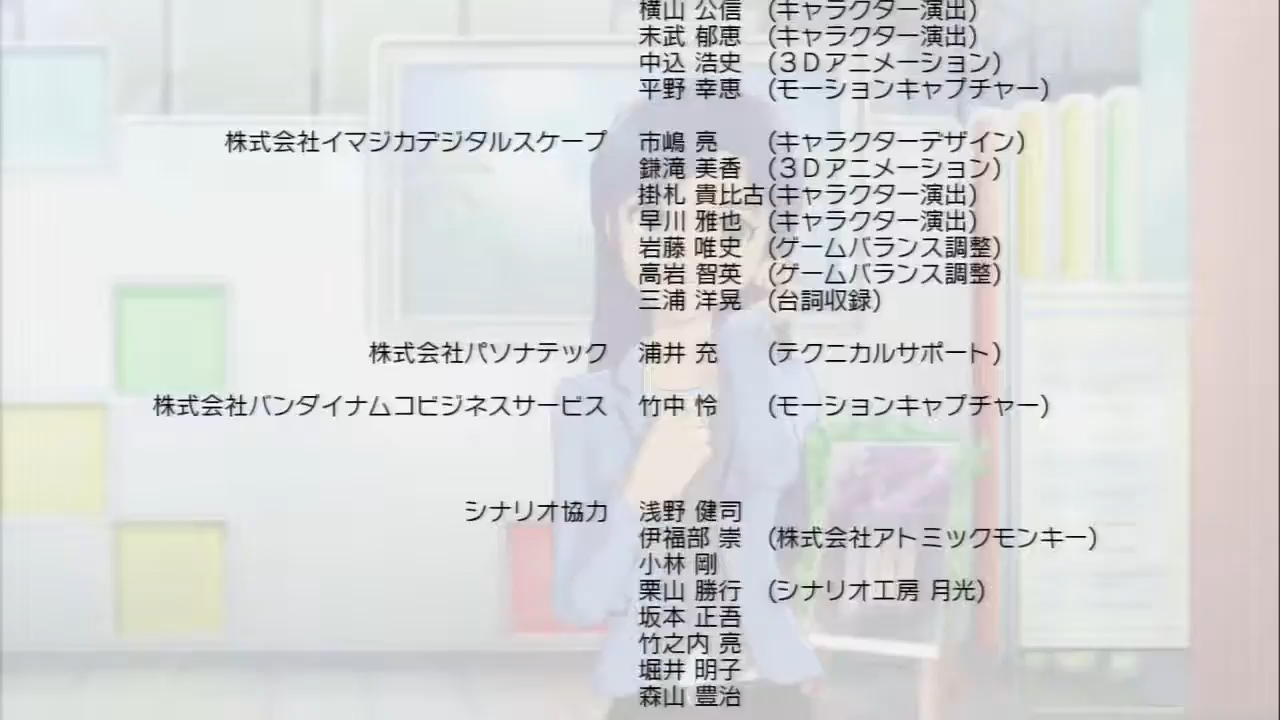 横山 公信 (キャラクター演出)
末武 郁恵 (キャラクター演出)
中込 浩史 (3Dアニメーション)
平野 幸恵 (モーションキャプチャー)
株式会社イマジカデジタルスケープ 市嶋 亮 (キャラクターデザイン)
鎌滝 美香 (3Dアニメーション)
掛札 貴比古(キャラクター演出)
早川 雅也 (キャラクター演出)
岩藤 唯史 (ゲームバランス調整)
高岩 智英 (ゲームバランス調整)
三浦 洋晃 (台詞収録)
株式会社パソナテック 浦井 充 (テクニカルサポート)
株式会社バンダイナムコビジネスサービス 竹中 怜 (モーションキャプチャー)
シナリオ協力 浅野 健司
伊福部 崇 (株式会社アトミックモンキー)
小林 剛
栗山 勝行 (シナリオ工房 月光)
坂本 正吾
竹之内 亮
堀井 明子
森山 豊治